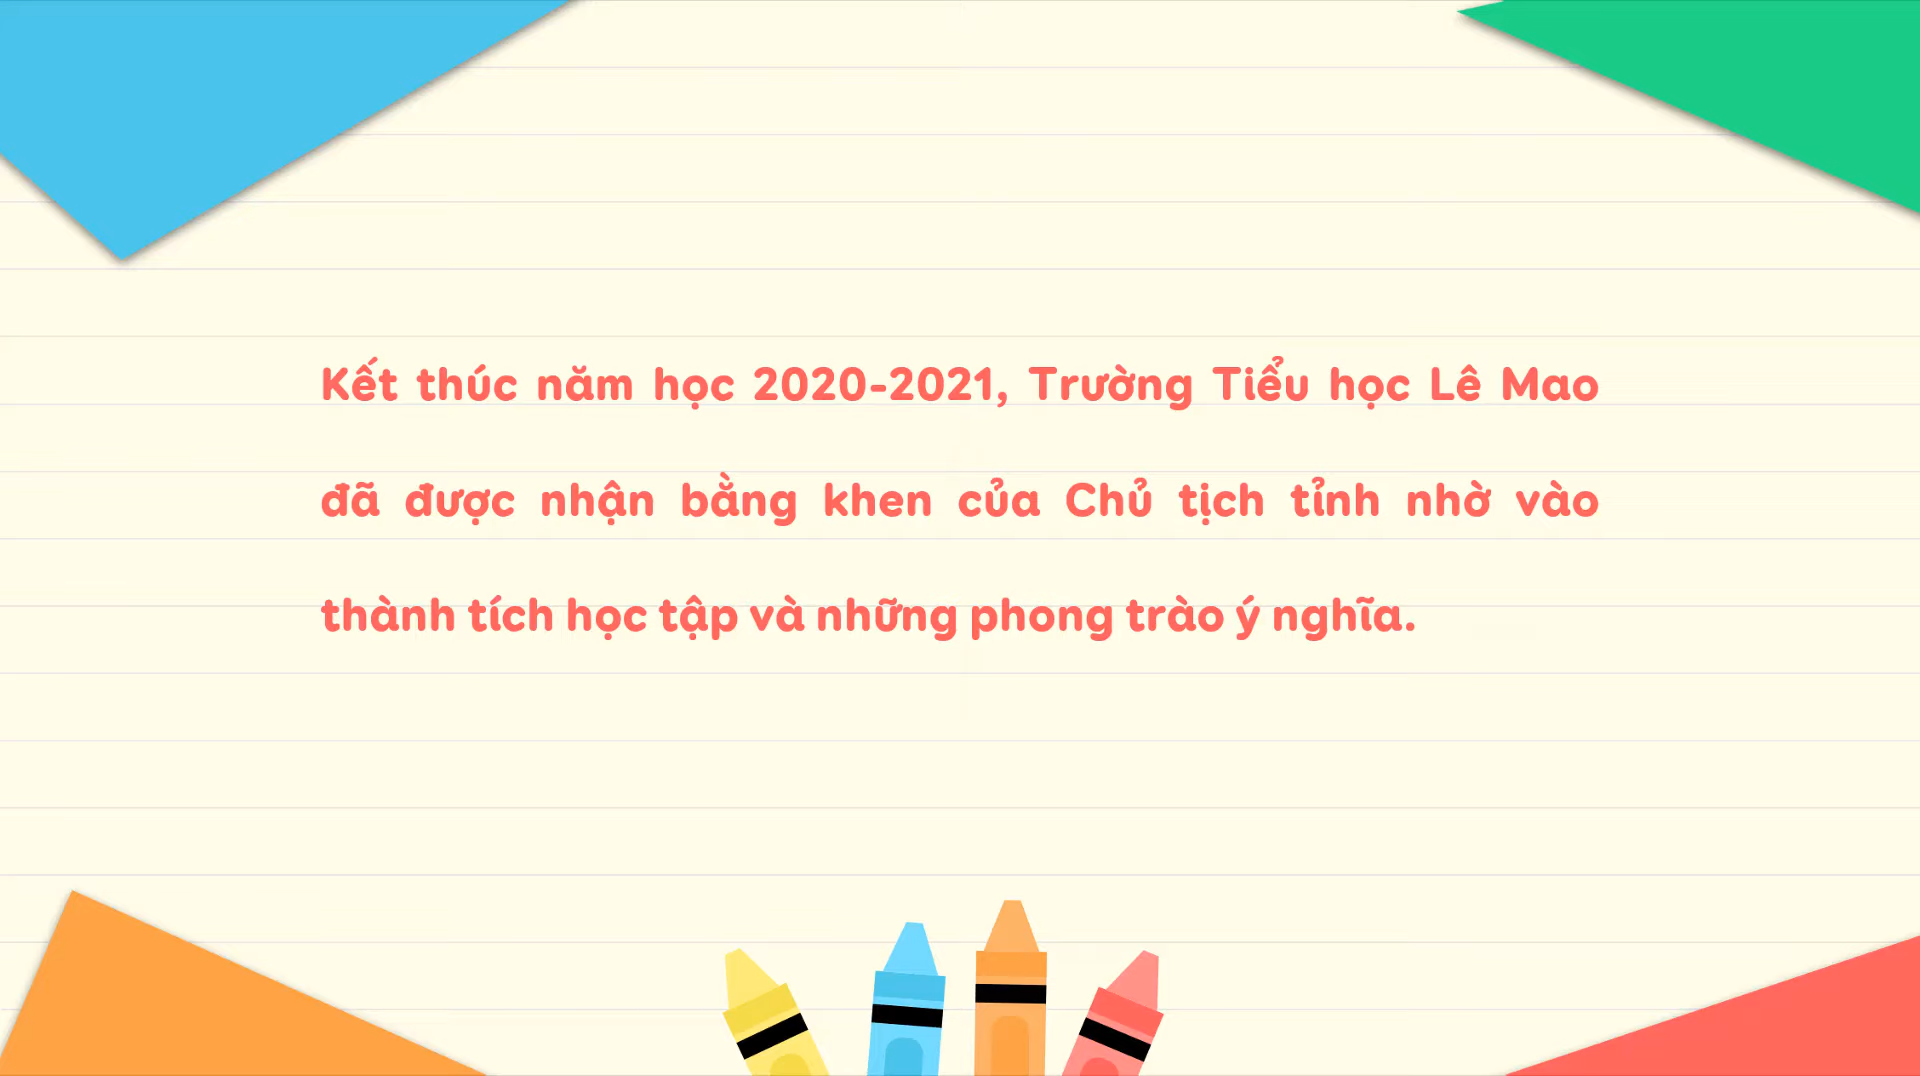 Kết thúc năm học 2020-2021, Trường Tiểu học Lê Mao
đã được nhận bằng khen của Chủ tịch tỉnh nhờ vào
thành tích học tập và những phong trào ý nghĩa.